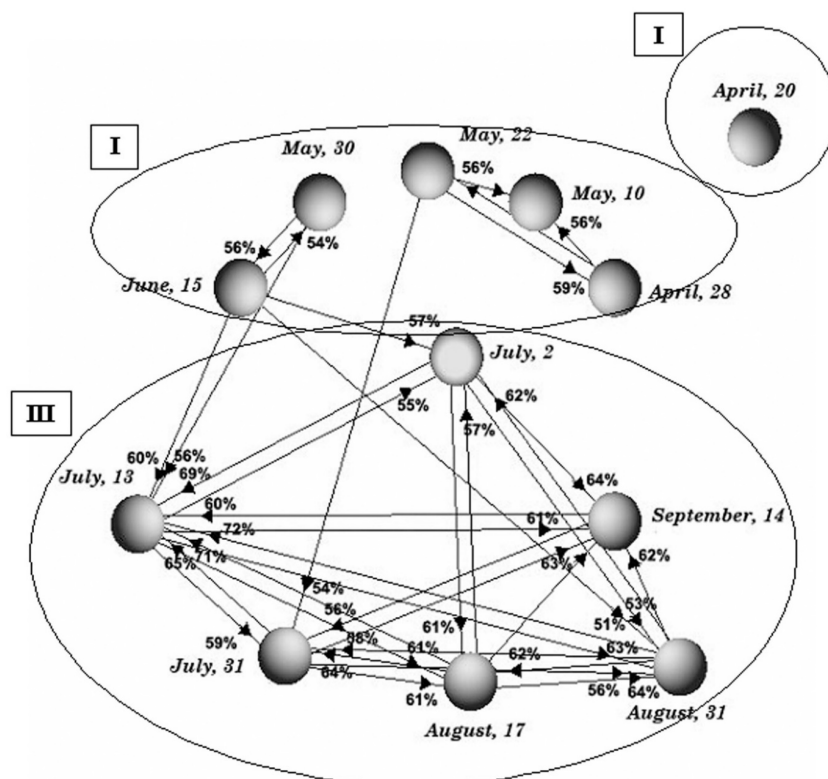 I
April, 20
May, 22
I
May, 30
56%
May, 10
56%
56%
54%
June, 15
59%
April, 28
57%
July, 2
62%
55%
III
57%
60%
56%
69%
64%
July, 13
60%
61%
September, 14
72%
71%
65%
63%
62%
54%
56%
53%
59%
61%
51%
68%
61%
62%
63%
July, 31
64%
61%
56%
64%
August, 17
August, 31